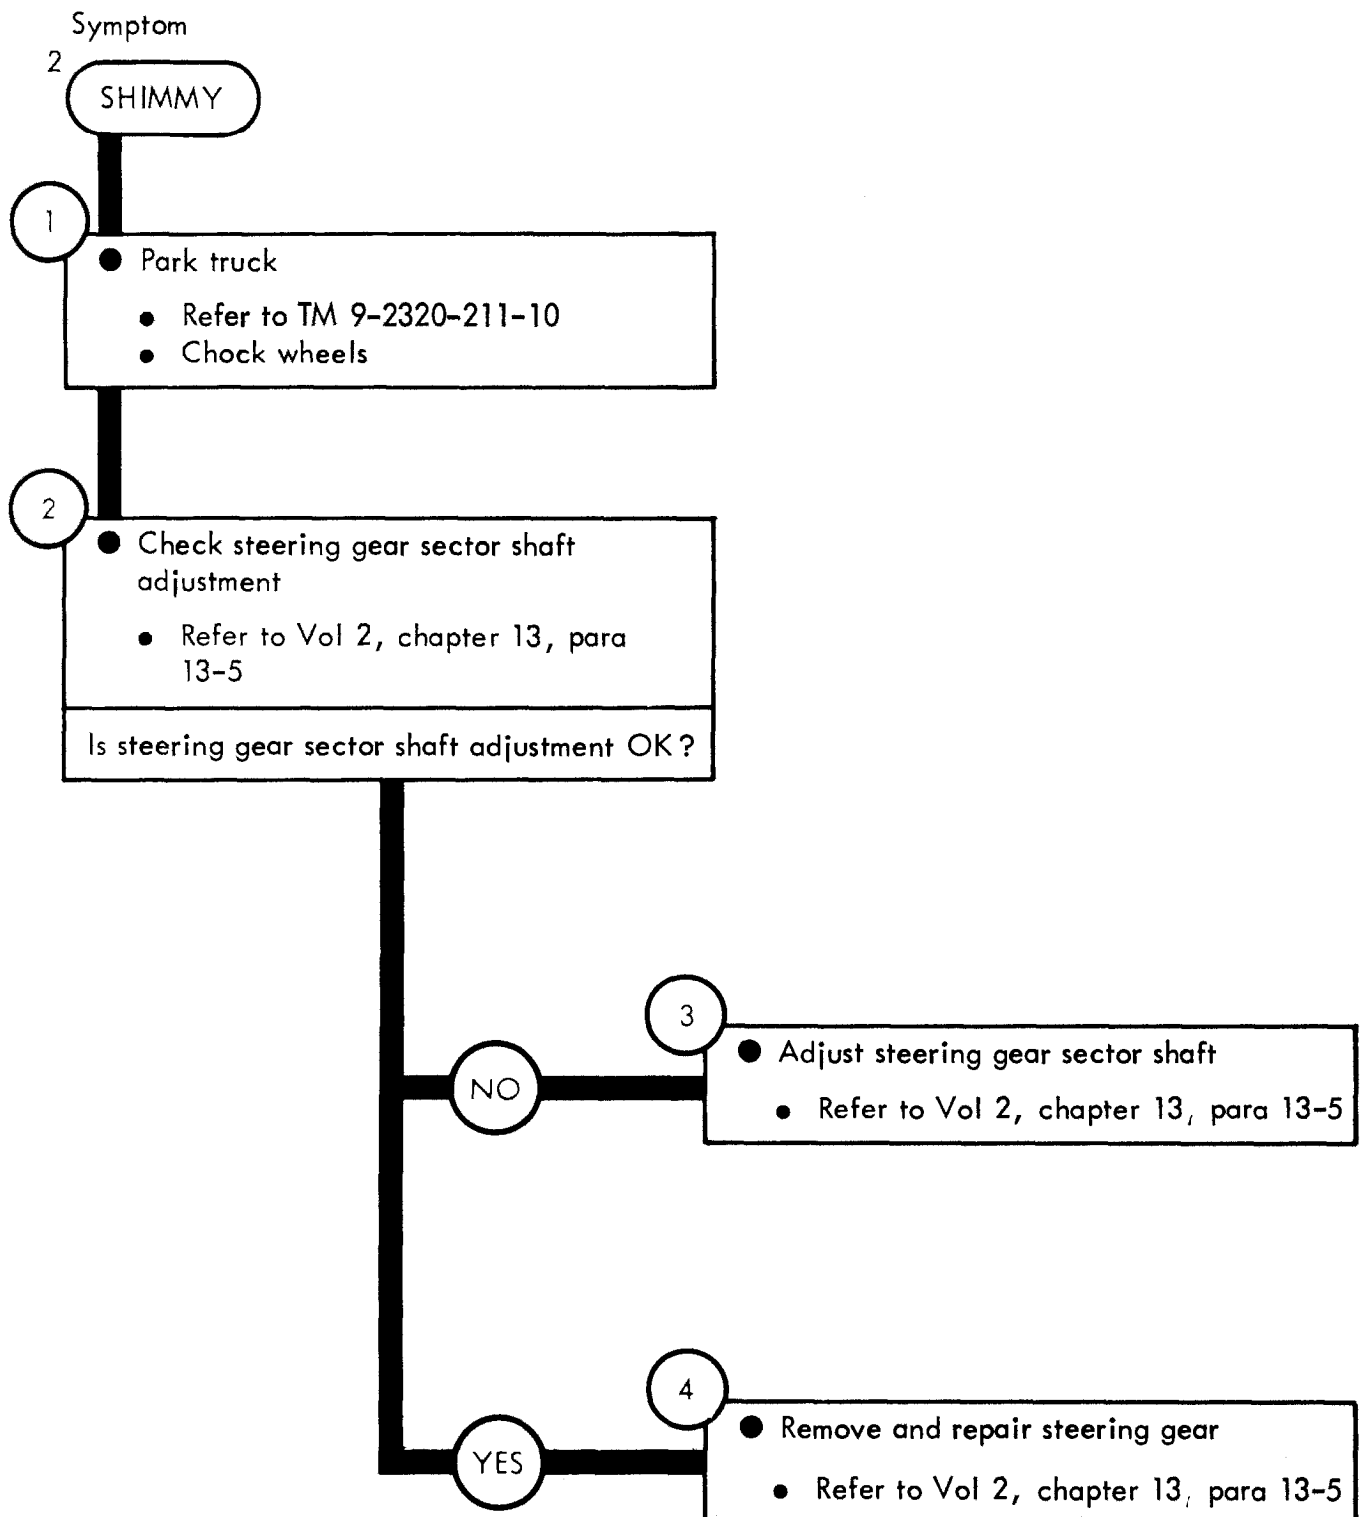 Symptom
2
SHIMMY
1
● Park truck
● Refer to TM 9-2320-211-10
● Chock wheels
2
● Check steering gear sector shaft
adjustment
● Refer to Vol 2, chapter 13, para
13-5
Is steering gear sector shaft adjustment OK?
3
● Adjust steering gear sector shaft
● Refer to Vol 2, chapter 13, para 13-5
NO
4
● Remove and repair steering gear
● Refer to Vol 2, chapter 13, para 13-5
YES